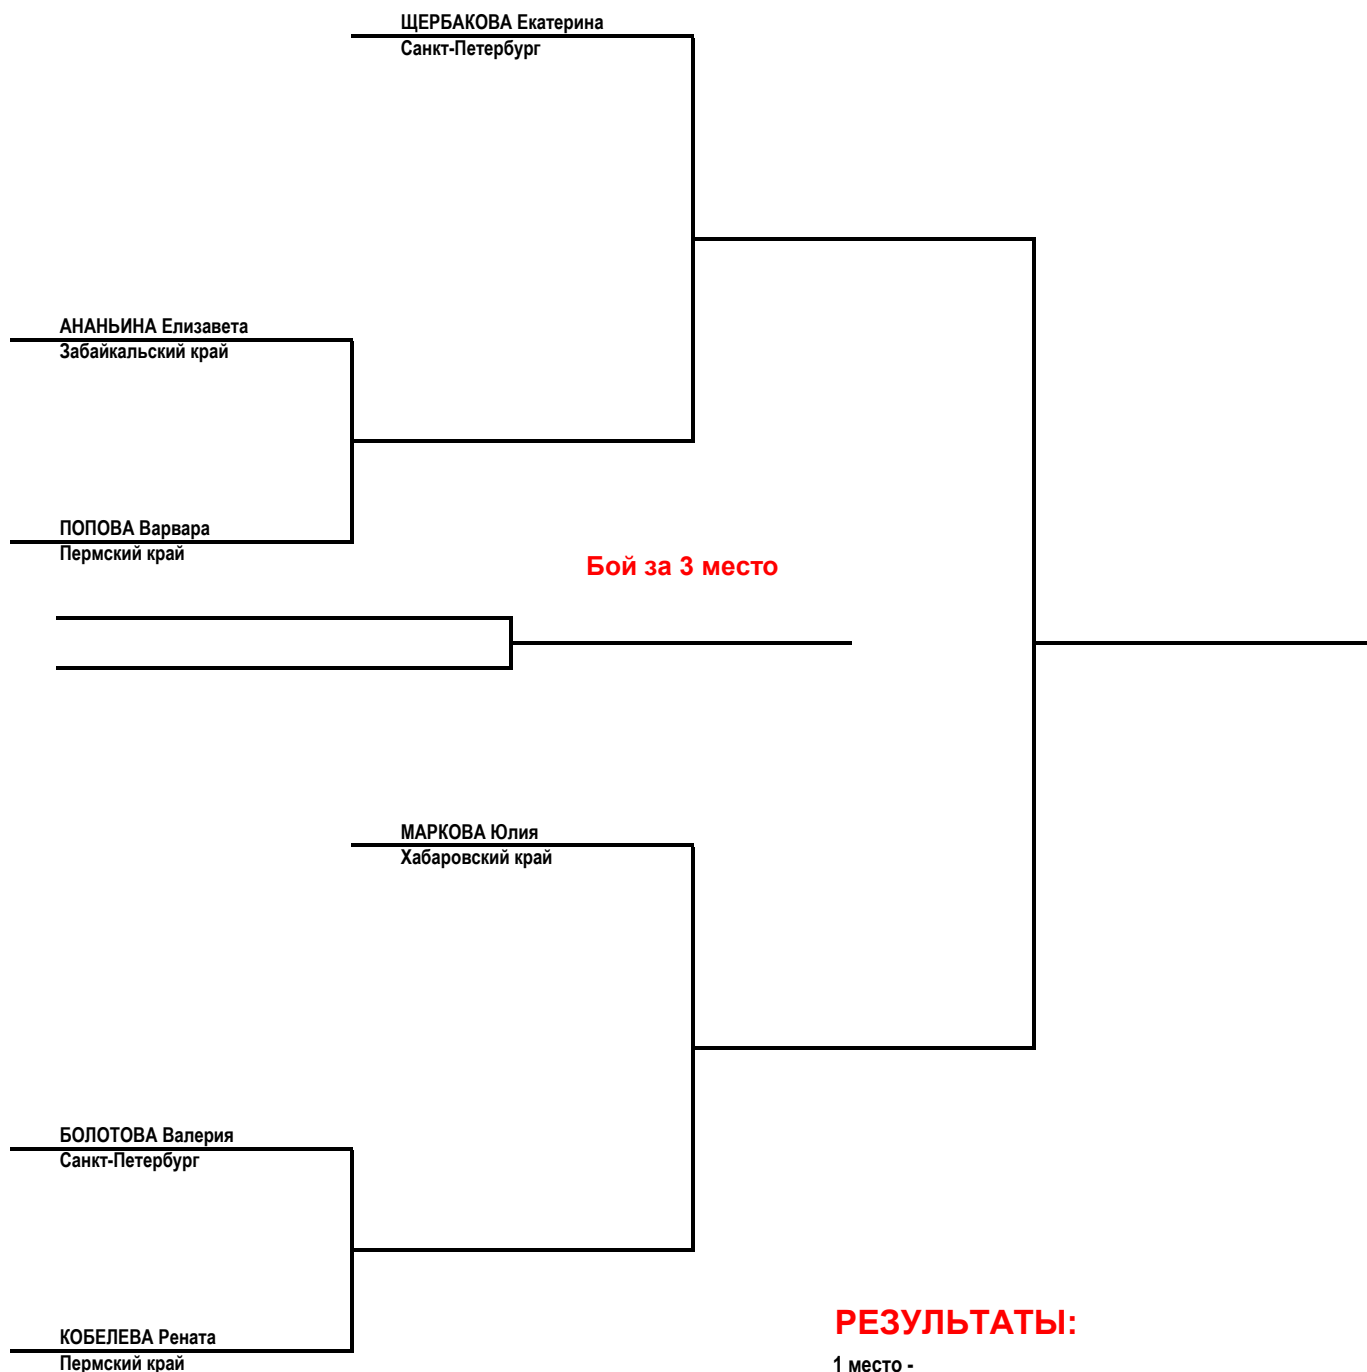 ЩЕРБАКОВА Екатерина
Санкт-Петербург
АНАНЬИНА Елизавета
Забайкальский край
ПОПОВА Варвара
Пермский край
Бой за 3 место
МАРКОВА Юлия
Хабаровский край
БОЛОТОВА Валерия
Санкт-Петербург
КОБЕЛЕВА Рената
Пермский край
РЕЗУЛЬТАТЫ:
1 место -